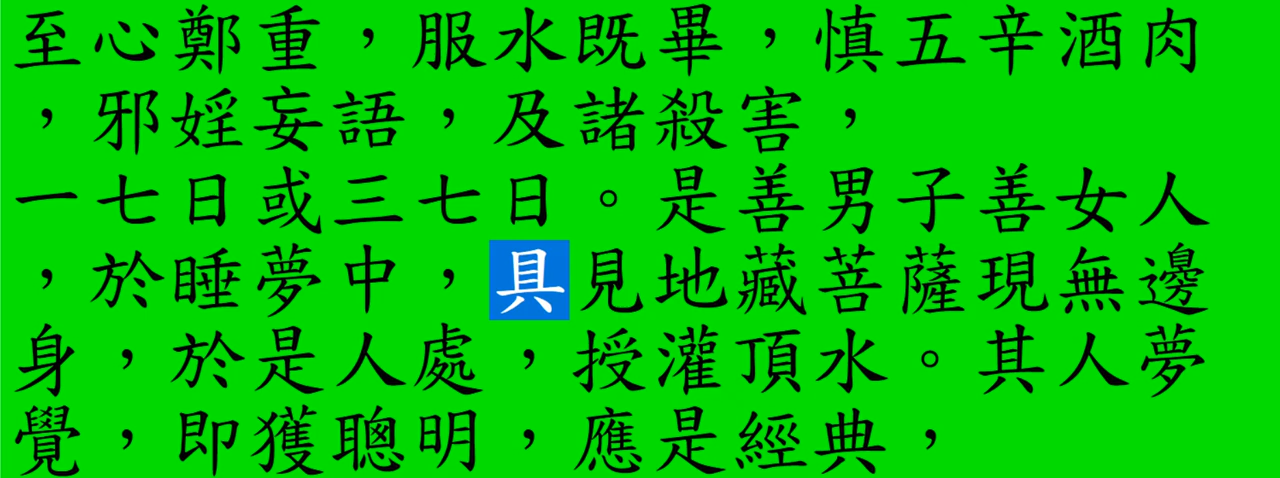 至心鄭重，服水既畢，慎五辛酒肉
，邪婬妄語，及諸殺害，
一七日或三七日。是善男子善女人
，於睡夢中，具見地藏菩薩現無邊
身，於是人處，授灌頂水。其人夢
覺，即獲聰明，應是經典，